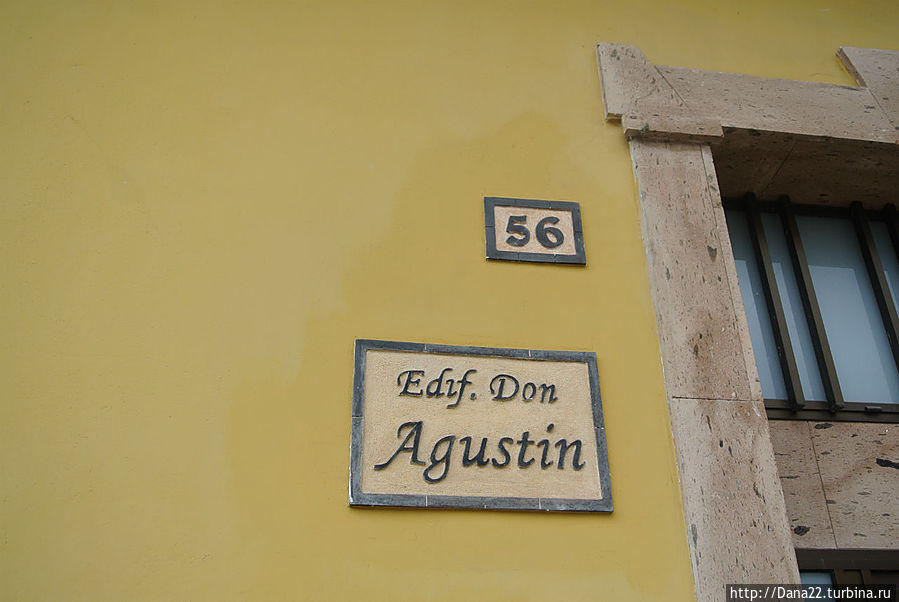 56
Edif. Don
Agustin
http://Dana22.turbina.ru